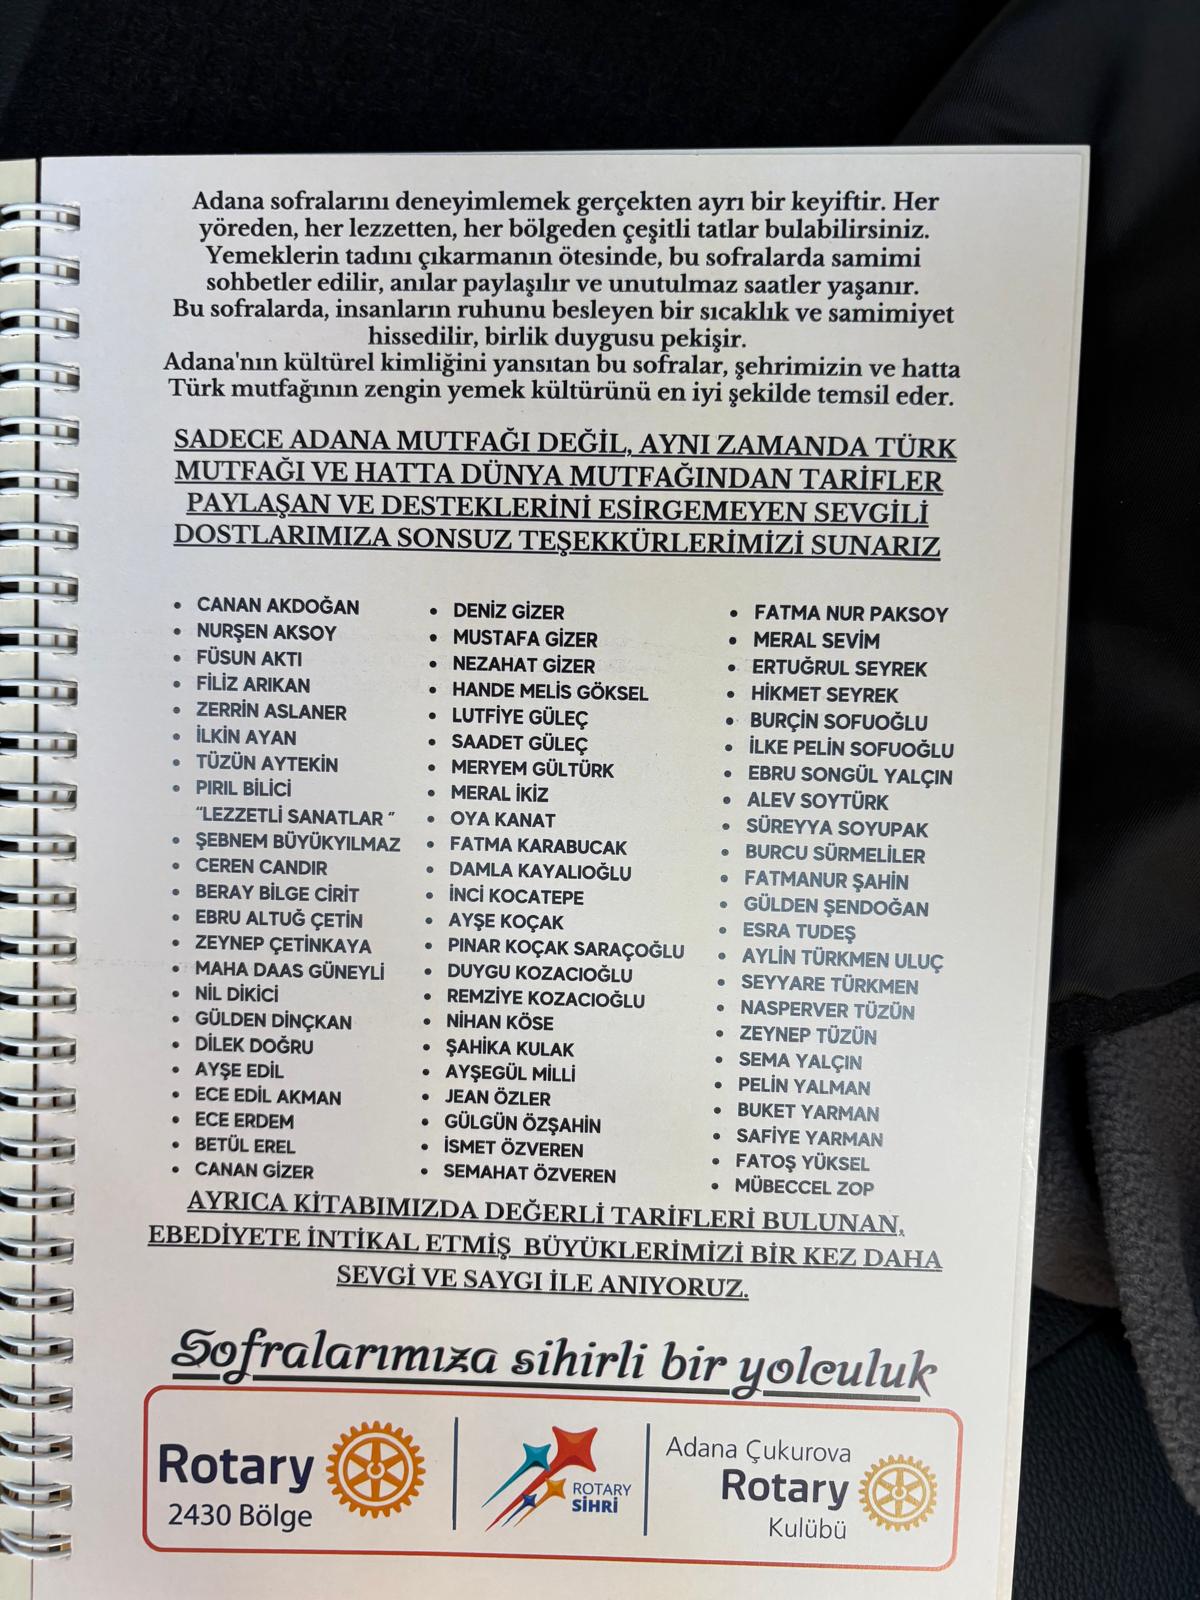 Adana sofralarını deneyimlemek gerçekten ayrı bir keyiftir. Her
yöreden, her lezzetten, her bölgeden çeşitli tatlar bulabilirsiniz.
Yemeklerin tadını çıkarmanın ötesinde, bu sofralarda samimi
sohbetler edilir, anılar paylaşılır ve unutulmaz saatler yaşanır.
Bu sofralarda, insanların ruhunu besleyen bir sıcaklık ve samimiyet
hissedilir, birlik duygusu pekişir.
Adana'nın kültürel kimliğini yansıtan bu sofralar, şehrimizin ve hatta
Türk mutfağının zengin yemek kültürünü en iyi şekilde temsil eder.
SADECE ADANA MUTFAĞI DEĞİL, AYNI ZAMANDA TÜRK
MUTFAĞI VE HATTA DÜNYA MUTFAĞINDAN TARİFLER
PAYLAŞAN VE DESTEKLERİNİ ESİRGEMEYEN SEVGİLİ
DOSTLARIMIZA SONSUZ TEŞEKKÜRLERİMİZİ SUNARIZ
• CANAN AKDOĞAN
• NURŞEN AKSOY
• FÜSUN AKTI
• FİLİZ ARIKAN
• ZERRİN ASLANER
• İLKİN AYAN
• TÜZÜN AYTEKİN
• PIRIL BİLİCİ
"LEZZETLİ SANATLAR "
• ŞEBNEM BÜYÜKYILMAZ
• CEREN CANDIR
• BERAY BİLGE CİRİT
• EBRU ALTUĞ ÇETİN
• ZEYNEP ÇETİNKAYA
• MAHA DAAS GÜNEYLİ
• NİL DİKİCİ
• GÜLDEN DİNÇKAN
• DİLEK DOĞRU
• AYŞE EDİL
• ECE EDİL AKMAN
• ECE ERDEM
• BETÜL EREL
• CANAN GİZER
• DENİZ GİZER
• MUSTAFA GİZER
• NEZAHAT GİZER
• HANDE MELİS GÖKSEL
• LUTFİYE GÜLEÇ
• SAADET GÜLEÇ
• MERYEM GÜLTÜRK
• MERAL İKİZ
• OYA KANAT
• FATMA KARABUCAK
• DAMLA KAYALIOĞLU
• İNCİ KOCATEPE
• AYŞE KOÇAK
• PINAR KOÇAK SARAÇOĞLU
• DUYGU KOZACIOĞLU
• REMZİYE KOZACIOĞLU
• NİHAN KÖSE
• ŞAHİKA KULAK
• AYŞEGÜL MİLLİ
• JEAN ÖZLER
• GÜLGÜN ÖZŞAHİN
• İSMET ÖZVEREN
• SEMAHAT ÖZVEREN
• FATMA NUR PAKSOY
• MERAL SEVİM
• ERTUĞRUL SEYREK
• HİKMET SEYREK
• BURÇİN SOFUOĞLU
• İLKE PELİN SOFUOĞLU
• EBRU SONGÜL YALÇIN
• ALEV SOYTÜRK
• SÜREYYA SOYUPAK
• BURCU SÜRMELİLER
• FATMANUR ŞAHİN
• GÜLDEN ŞENDOĞAN
• ESRA TUDEŞ
• AYLİN TÜRKMEN ULUÇ
• SEYYARE TÜRKMEN
• NASPERVER TÜZÜN
• ZEYNEP TÜZÜN
• SEMA YALÇIN
• PELİN YALMAN
• BUKET YARMAN
• SAFİYE YARMAN
• FATOŞ YÜKSEL
• MÜBECCEL ZOP
AYRICA KİTABIMIZDA DEĞERLİ TARİFLERİ BULUNAN,
EBEDİYETE İNTİKAL ETMİŞ BÜYÜKLERİMİZİ BİR KEZ DAHA
SEVGİ VE SAYGI İLE ANIYORUZ.
Sofralarımıza sihirli bir yolculuk
Rotary
2430 Bölge
ROTARY
SİHRİ
Adana Çukurova
Rotary
Kulübü